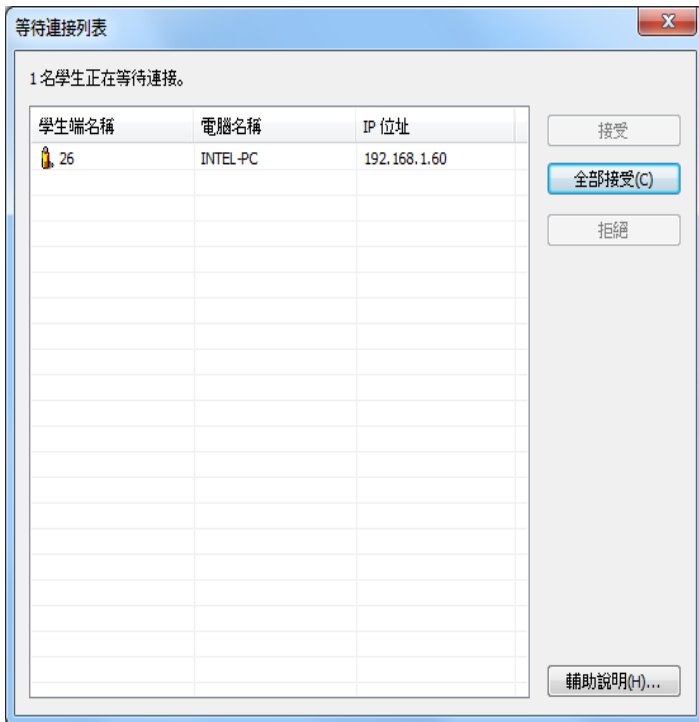 等待連接列表
1名學生正在等待連接。
學生端名稱 電腦名稱 IP 位址
26 INTEL-PC 192.168.1.60
接受
全部接受(C)
拒絕
輔助說明(H)...